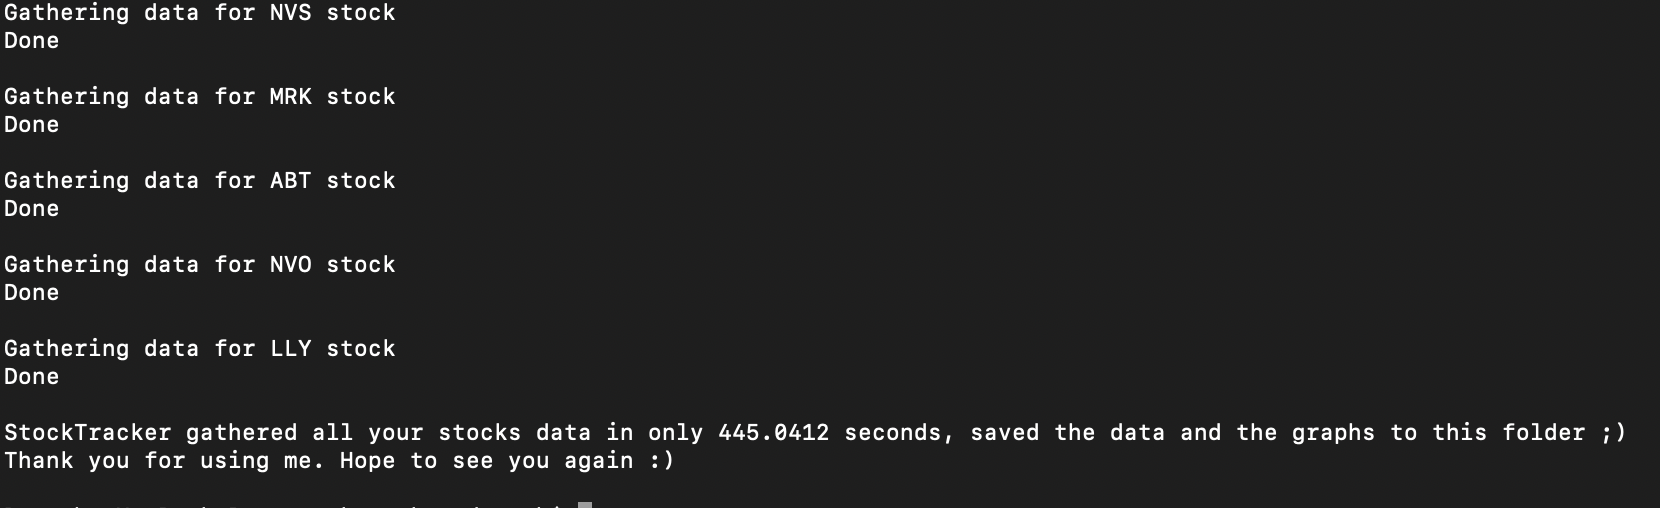 Gathering data for NVS stock
Done
Gathering data for MRK stock
Done
Gathering data for ABT stock
Done
Gathering data for NVO stock
Done
Gathering data for LLY stock
Done
StockTracker gathered all your stocks data in only 445.0412 seconds, saved the data and the graphs to this folder ;)
Thank you for using me. Hope to see you again :)